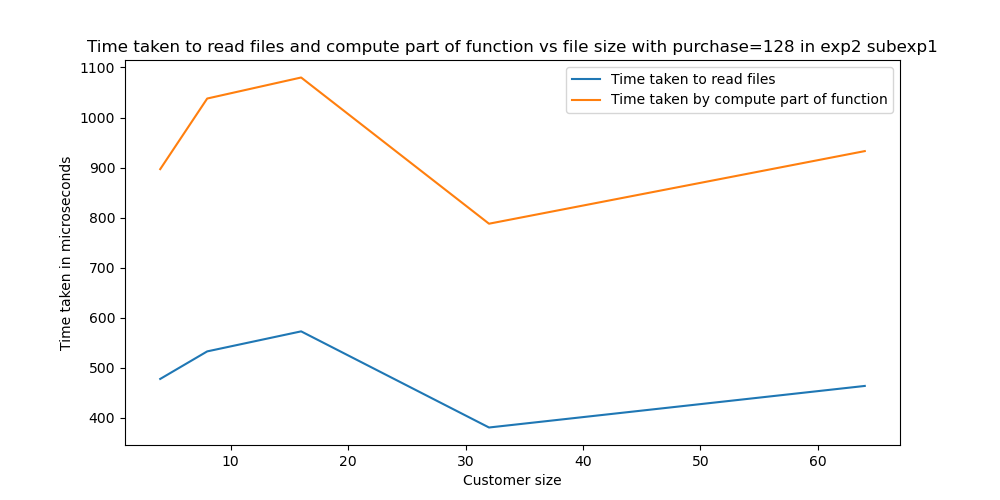 Time taken to read files and compute part of function vs file size with purchase=128 in exp2 subexp1
Time taken to read files
Time taken by compute part of function
Time taken in microseconds
1100
1000
900
800
700
600
500
400
10 20 30 40 50 60
Customer size